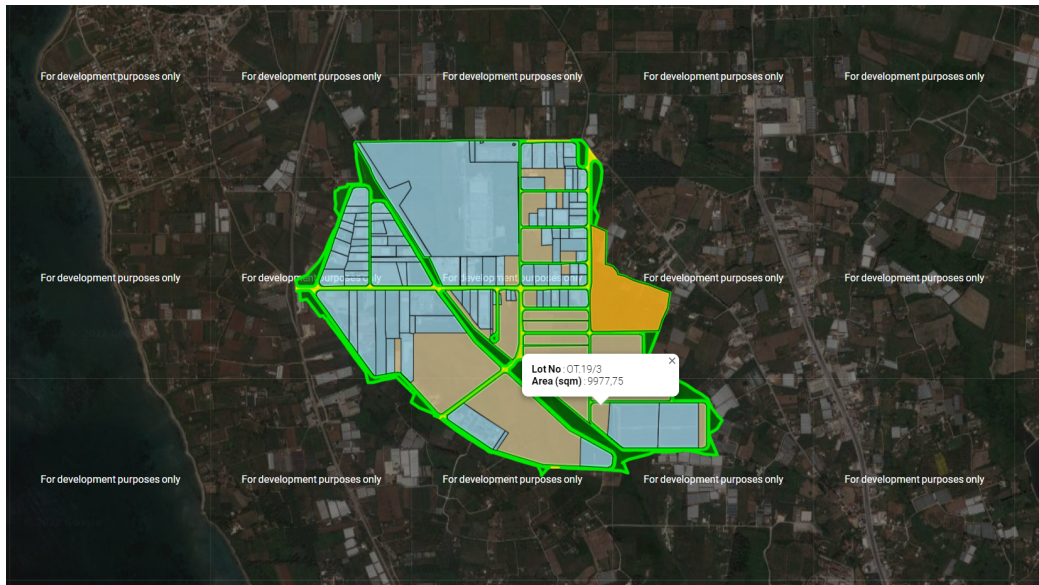 For development purposes only For development purposes only For development purposes only For development purposes only For development purposes only
For development purposes only For development purposes only For development purposes only For development purposes only For development purposes only
Lot No : OT.19/3
Area (sqm) : 9977,75
For development purposes only For development purposes only For development purposes only For development purposes only For development purposes only